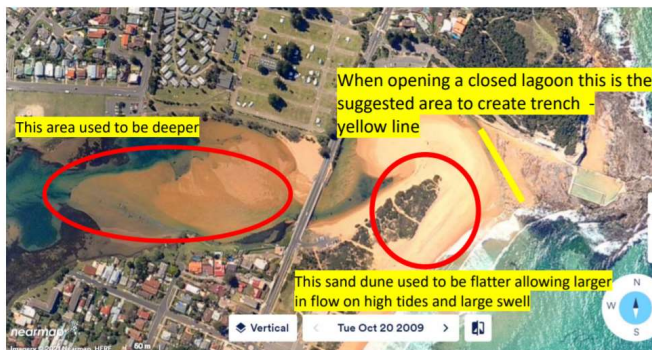 When opening a closed lagoon this is the
suggested area to create trench -
yellow line
This area used to be deeper
This sand dune used to be flatter allowing larger
in flow on high tides and large swell
N
W
S
nearmap
60 m
Vertical
Tue Oct 20 2009